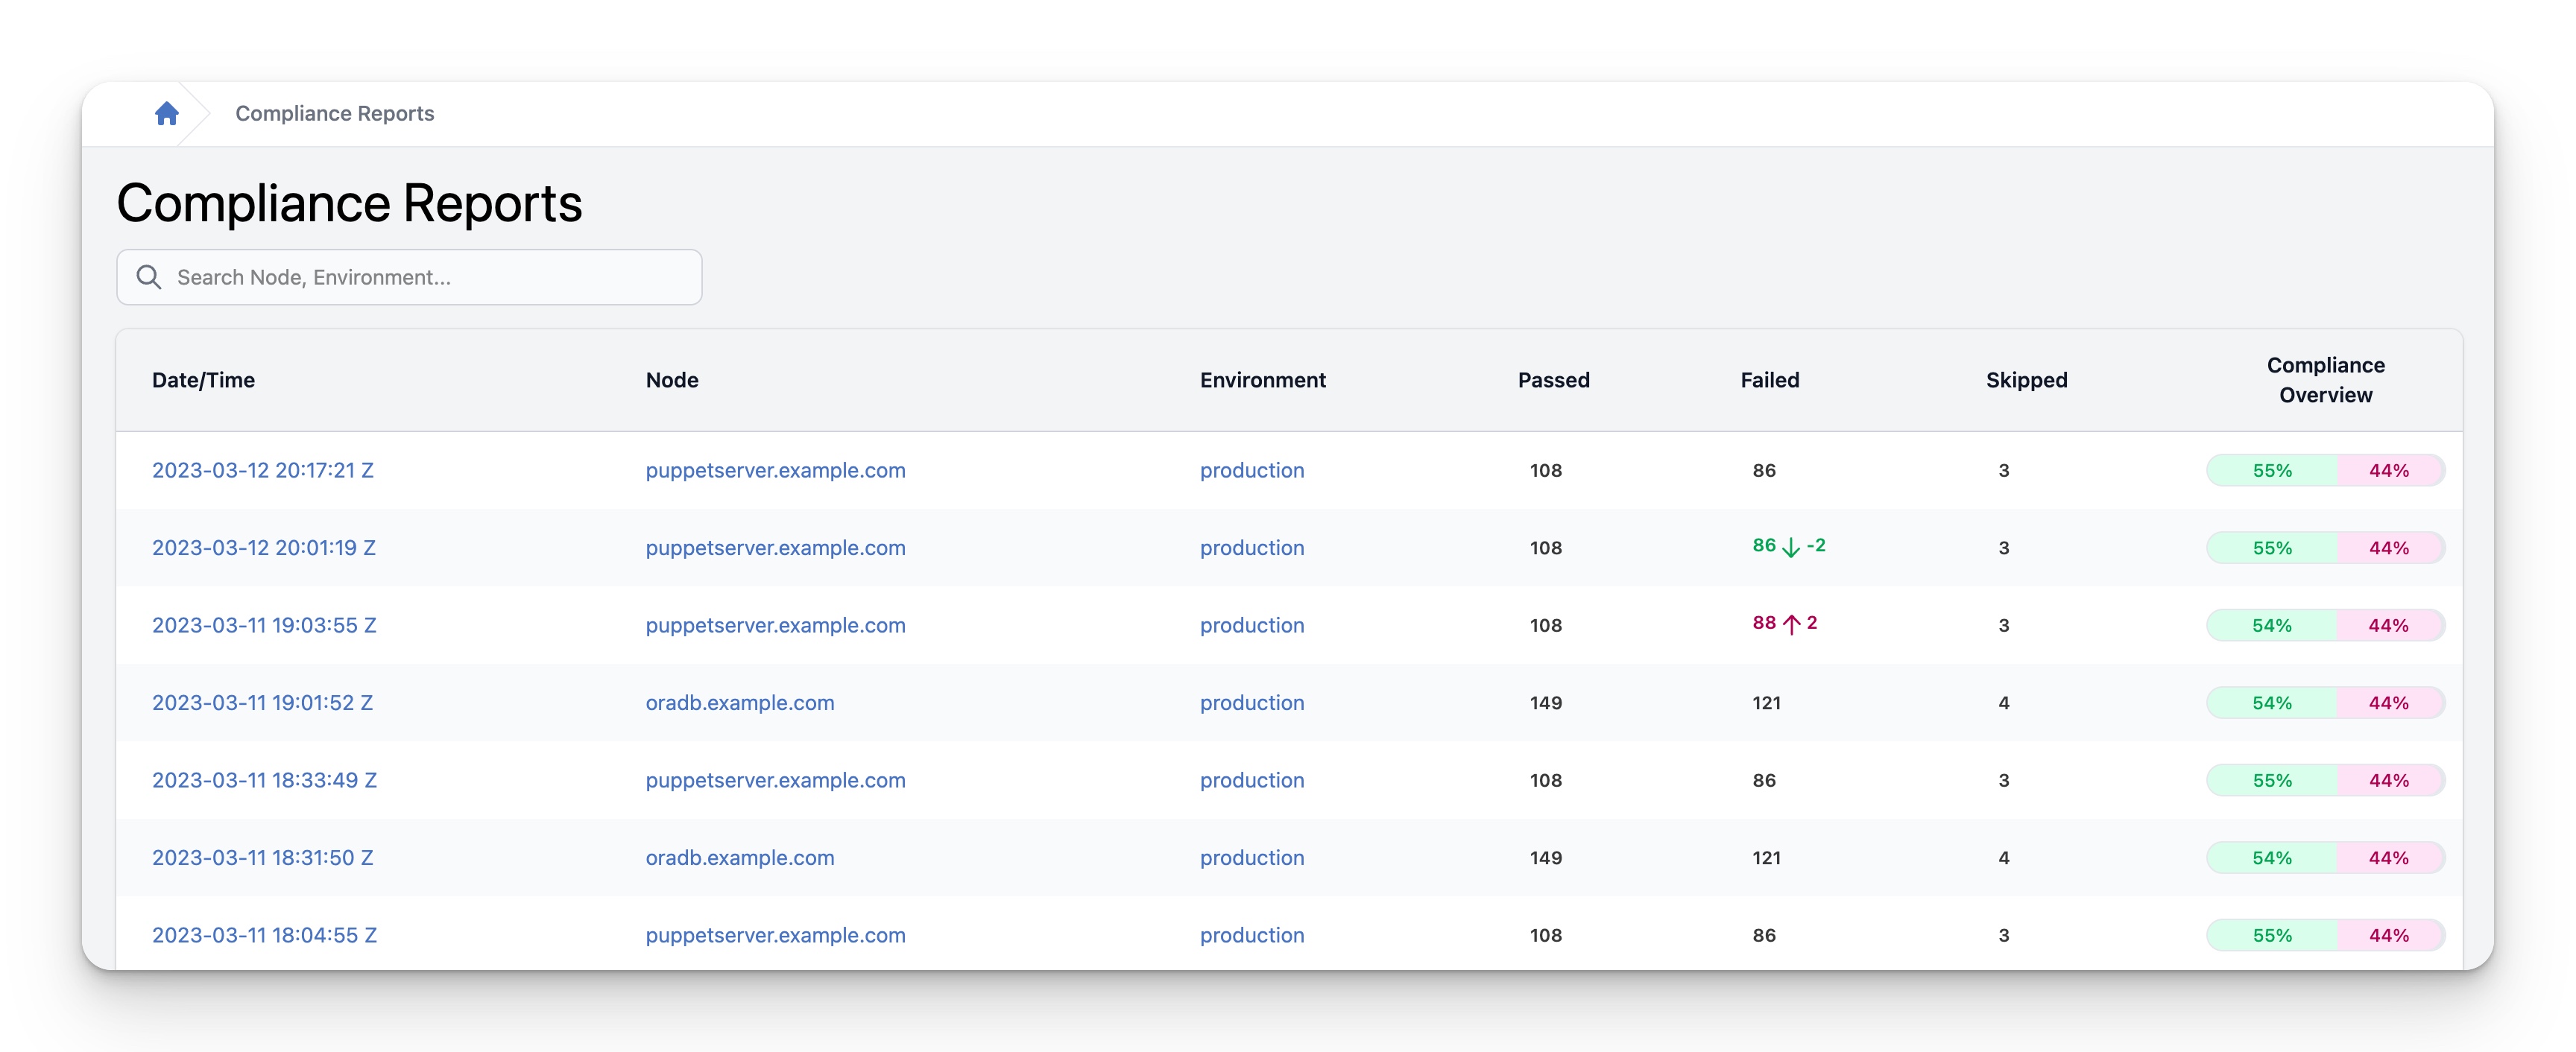 Compliance Reports
Compliance Reports
Search Node, Environment...
Date/Time Node Environment Passed Failed Skipped Compliance
Overview
2023-03-12 20:17:21 Z puppetserver.example.com production 108 86 3 55% 44%
2023-03-12 20:01:19 Z puppetserver.example.com production 108 86 ↓ -2 3 55% 44%
2023-03-11 19:03:55 Z puppetserver.example.com production 108 88 ↑ 2 3 54% 44%
2023-03-11 19:01:52 Z oradb.example.com production 149 121 4 54% 44%
2023-03-11 18:33:49 Z puppetserver.example.com production 108 86 3 55% 44%
2023-03-11 18:31:50 Z oradb.example.com production 149 121 4 54% 44%
2023-03-11 18:04:55 Z puppetserver.example.com production 108 86 3 55% 44%